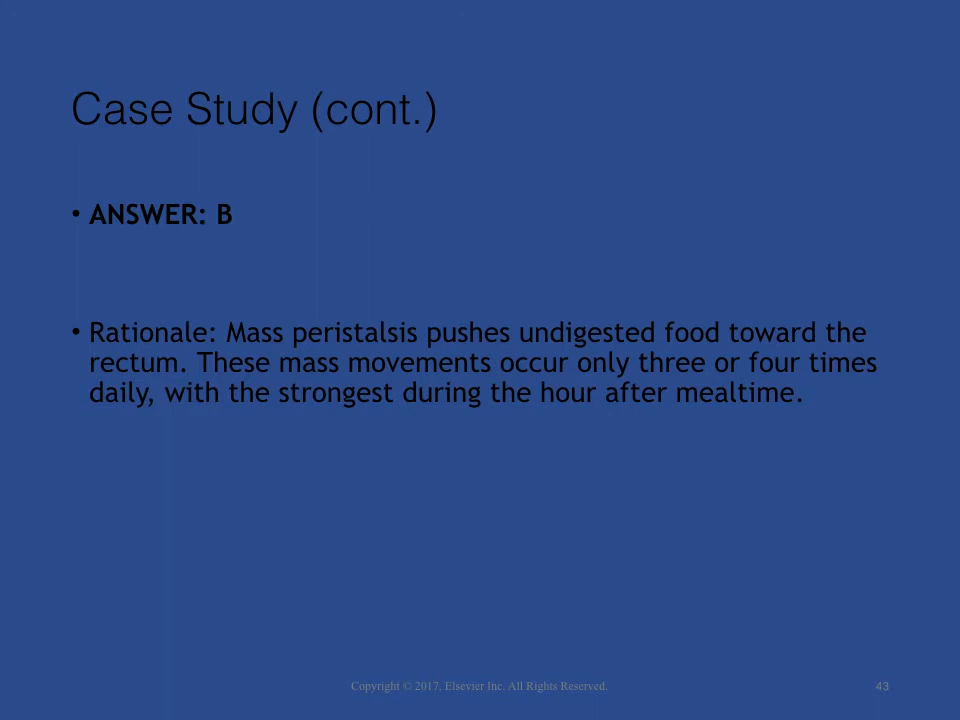 Case Study (cont.)
• ANSWER: B
• Rationale: Mass peristalsis pushes undigested food toward the
rectum. These mass movements occur only three or four times
daily, with the strongest during the hour after mealtime.
Copyright © 2017, Elsevier Inc. All Rights Reserved.
43